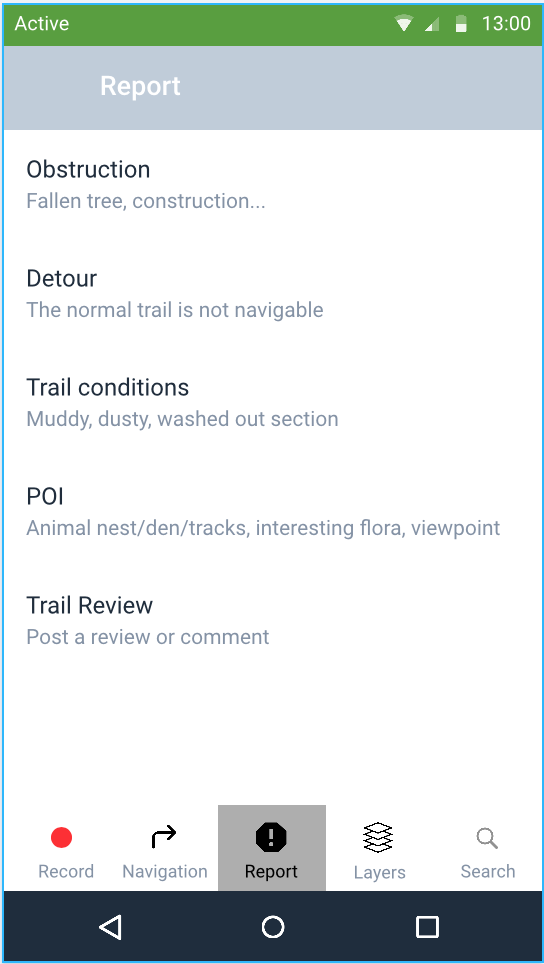 Active 13:00
Report
Obstruction
Fallen tree, construction...
Detour
The normal trail is not navigable
Trail conditions
Muddy, dusty, washed out section
POI
Animal nest/den/tracks, interesting flora, viewpoint
Trail Review
Post a review or comment
Record Navigation Report Layers Search